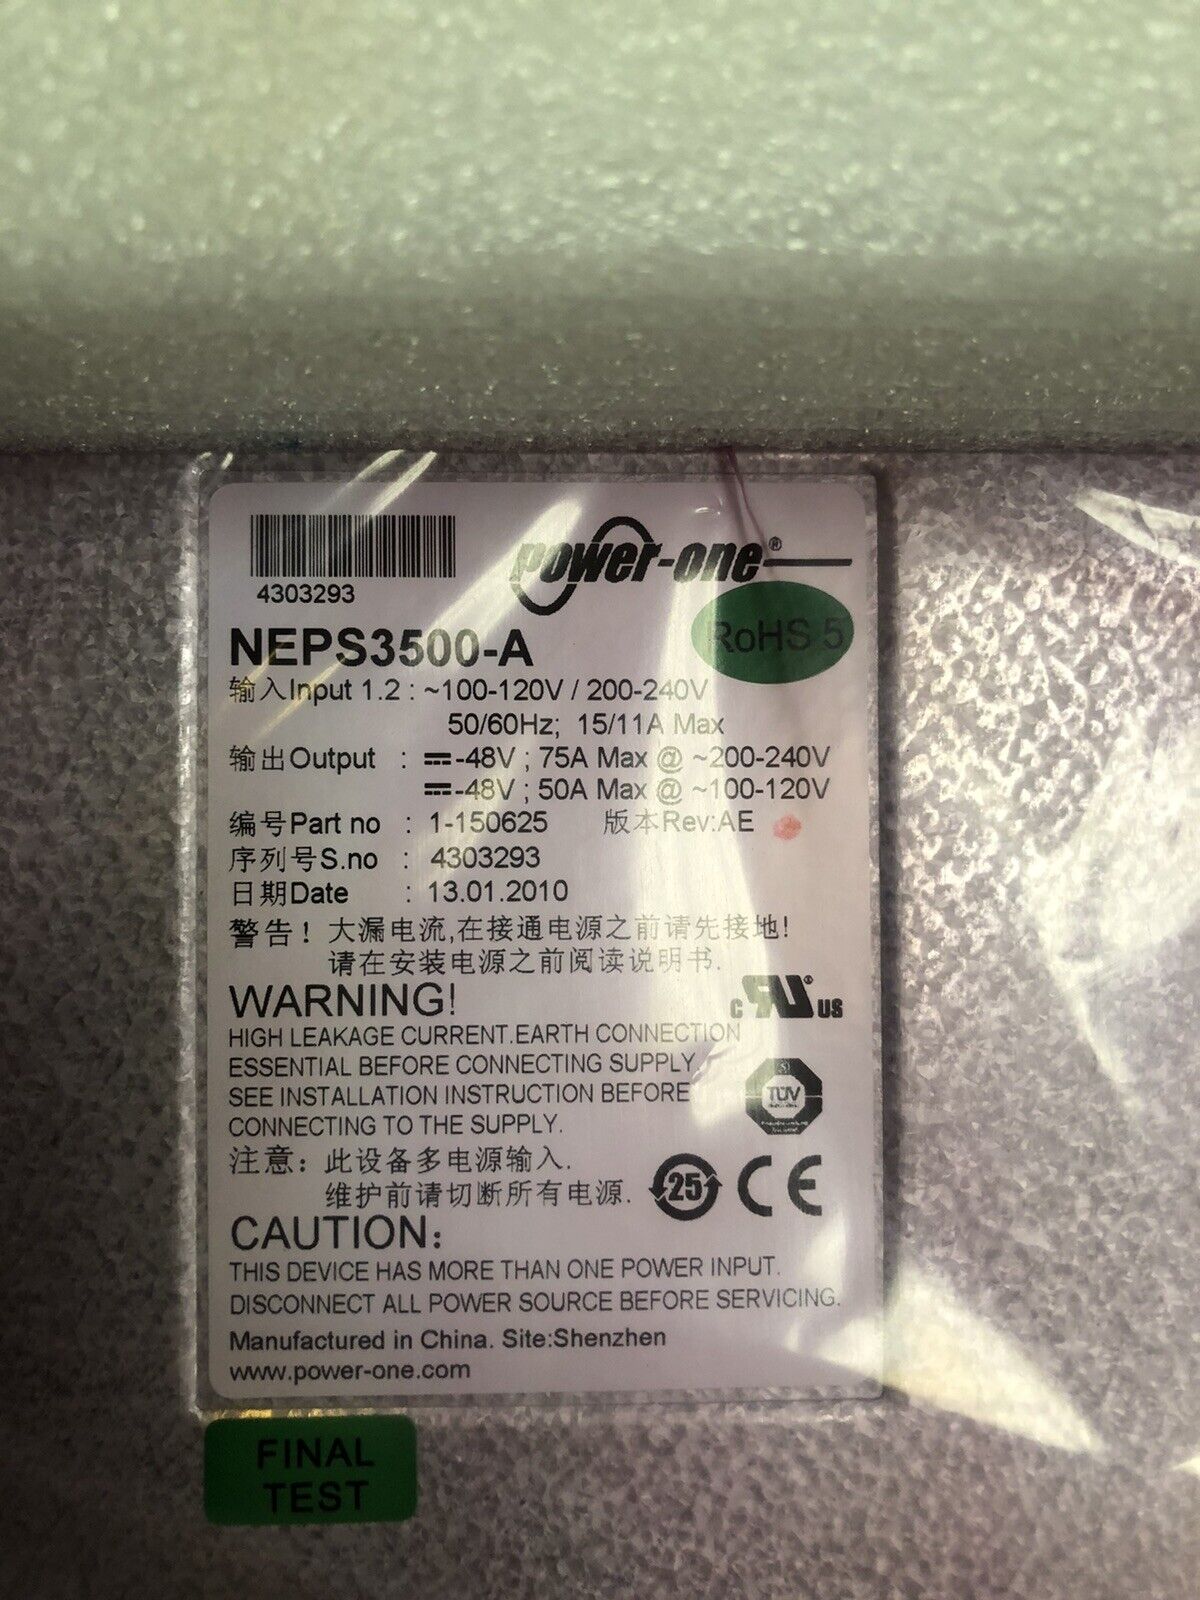 power-one®
4303293
RoHS 5
NEPS3500-A
输入Input 1.2 : ~100-120V / 200-240V
50/60Hz; 15/11A Max
输出Output : ⎓-48V ; 75A Max @ ~200-240V
⎓-48V ; 50A Max @ ~100-120V
编号Part no : 1-150625 版本Rev:AE
序列号S.no : 4303293
日期Date : 13.01.2010
警告! 大漏电流,在接通电源之前请先接地!
请在安装电源之前阅读说明书.
WARNING!
c RU® US
HIGH LEAKAGE CURRENT.EARTH CONNECTION
ESSENTIAL BEFORE CONNECTING SUPPLY.
SEE INSTALLATION INSTRUCTION BEFORE
CONNECTING TO THE SUPPLY.
TÜV
注意: 此设备多电源输入.
维护前请切断所有电源.
25 CE
CAUTION:
THIS DEVICE HAS MORE THAN ONE POWER INPUT.
DISCONNECT ALL POWER SOURCE BEFORE SERVICING.
Manufactured in China. Site:Shenzhen
www.power-one.com
FINAL
TEST